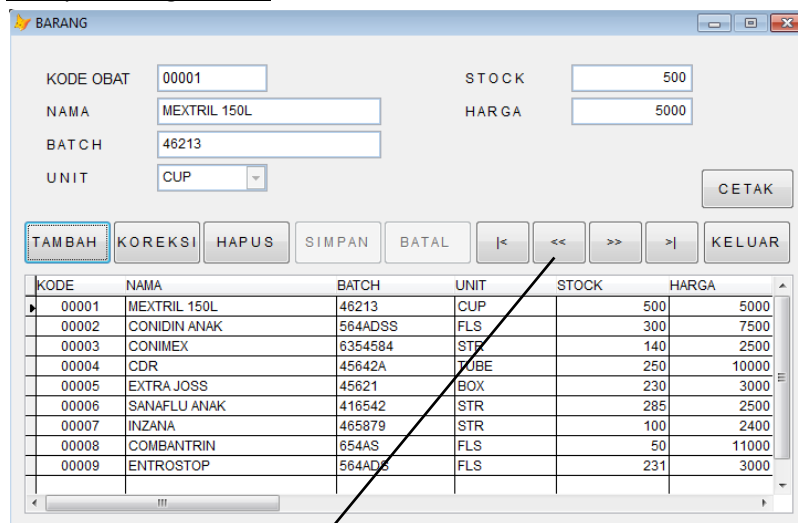 BARANG
KODE OBAT 00001 STOCK 500
NAMA MEXTRIL 150L HARGA 5000
BATCH 46213
UNIT CUP
CETAK
TAMBAH KOREKSI HAPUS SIMPAN BATAL |< << >> >| KELUAR
KODE NAMA BATCH UNIT STOCK HARGA
00001 MEXTRIL 150L 46213 CUP 500 5000
00002 CONIDIN ANAK 564ADSS FLS 300 7500
00003 CONIMEX 6354584 STR 140 2500
00004 CDR 45642A TUBE 250 10000
00005 EXTRA JOSS 45621 BOX 230 3000
00006 SANAFLU ANAK 416542 STR 285 2500
00007 INZANA 465879 STR 100 2400
00008 COMBANTRIN 654AS FLS 50 11000
00009 ENTROSTOP 564ADS FLS 231 3000